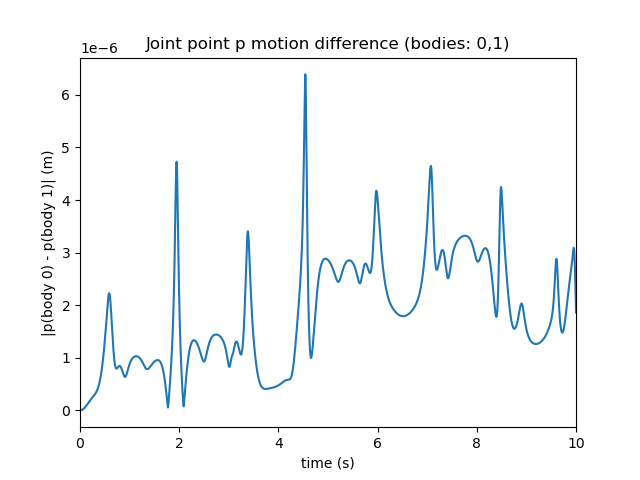 Joint point p motion difference (bodies: 0,1)
1e−6
|p(body 0) - p(body 1)| (m)
6
5
4
3
2
1
0
0 2 4 6 8 10
time (s)